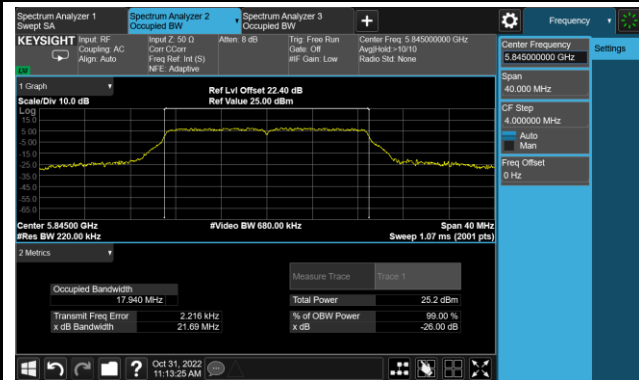 Spectrum Analyzer 1
Swept SA
Spectrum Analyzer 2
Occupied BW
Spectrum Analyzer 3
Occupied BW
Frequency
KEYSIGHT
Input: RF
Coupling: AC
Align: Auto
Input Z: 50 Ω
Corr CCorr
Freq Ref: Int (S)
NFE: Adaptive
Atten: 8 dB
Trig: Free Run
Gate: Off
#IF Gain: Low
Center Freq: 5.845000000 GHz
Avg|Hold:>10/10
Radio Std: None
Center Frequency
5.845000000 GHz
Settings
Span
40.000 MHz
CF Step
4.000000 MHz
Auto
Man
Freq Offset
0 Hz
1 Graph
Scale/Div 10.0 dB
Ref Lvl Offset 22.40 dB
Ref Value 25.00 dBm
Log
15.0
5.00
-5.00
-15.0
-25.0
-35.0
-45.0
-55.0
-65.0
Center 5.84500 GHz
#Res BW 220.00 kHz
#Video BW 680.00 kHz
Span 40 MHz
Sweep 1.07 ms (2001 pts)
2 Metrics
Measure Trace
Trace 1
Occupied Bandwidth
17.940 MHz
Total Power
25.2 dBm
Transmit Freq Error
2.216 kHz
% of OBW Power
99.00 %
x dB Bandwidth
21.69 MHz
x dB
-26.00 dB
Oct 31, 2022
11:13:25 AM